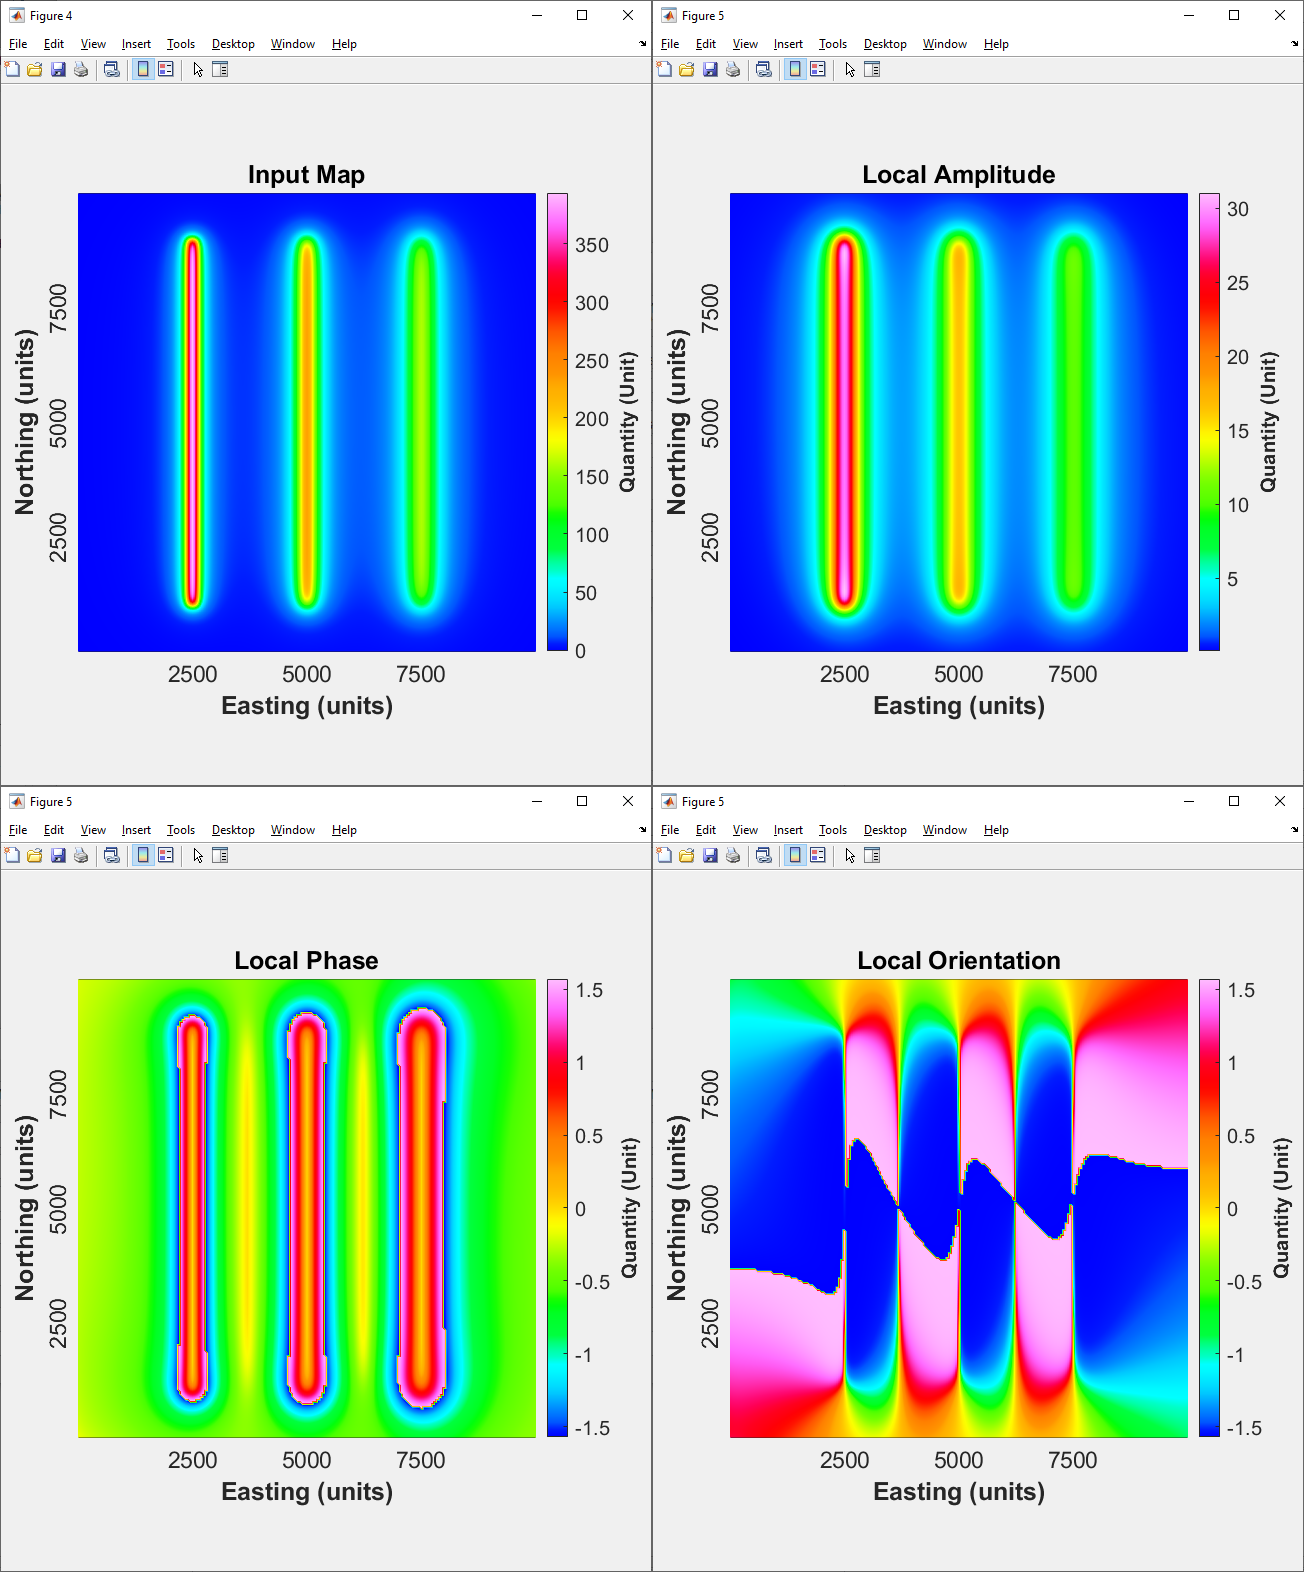 Figure 4
File Edit View Insert Tools Desktop Window Help
Input Map
Northing (units)
7500
5000
2500
2500 5000 7500
Easting (units)
350
300
250
200
150
100
50
0
Quantity (Unit)
Figure 5
File Edit View Insert Tools Desktop Window Help
Local Amplitude
Northing (units)
7500
5000
2500
2500 5000 7500
Easting (units)
30
25
20
15
10
5
Quantity (Unit)
Figure 5
File Edit View Insert Tools Desktop Window Help
Local Phase
Northing (units)
7500
5000
2500
2500 5000 7500
Easting (units)
1.5
1
0.5
0
-0.5
-1
-1.5
Quantity (Unit)
Figure 5
File Edit View Insert Tools Desktop Window Help
Local Orientation
Northing (units)
7500
5000
2500
2500 5000 7500
Easting (units)
1.5
1
0.5
0
-0.5
-1
-1.5
Quantity (Unit)